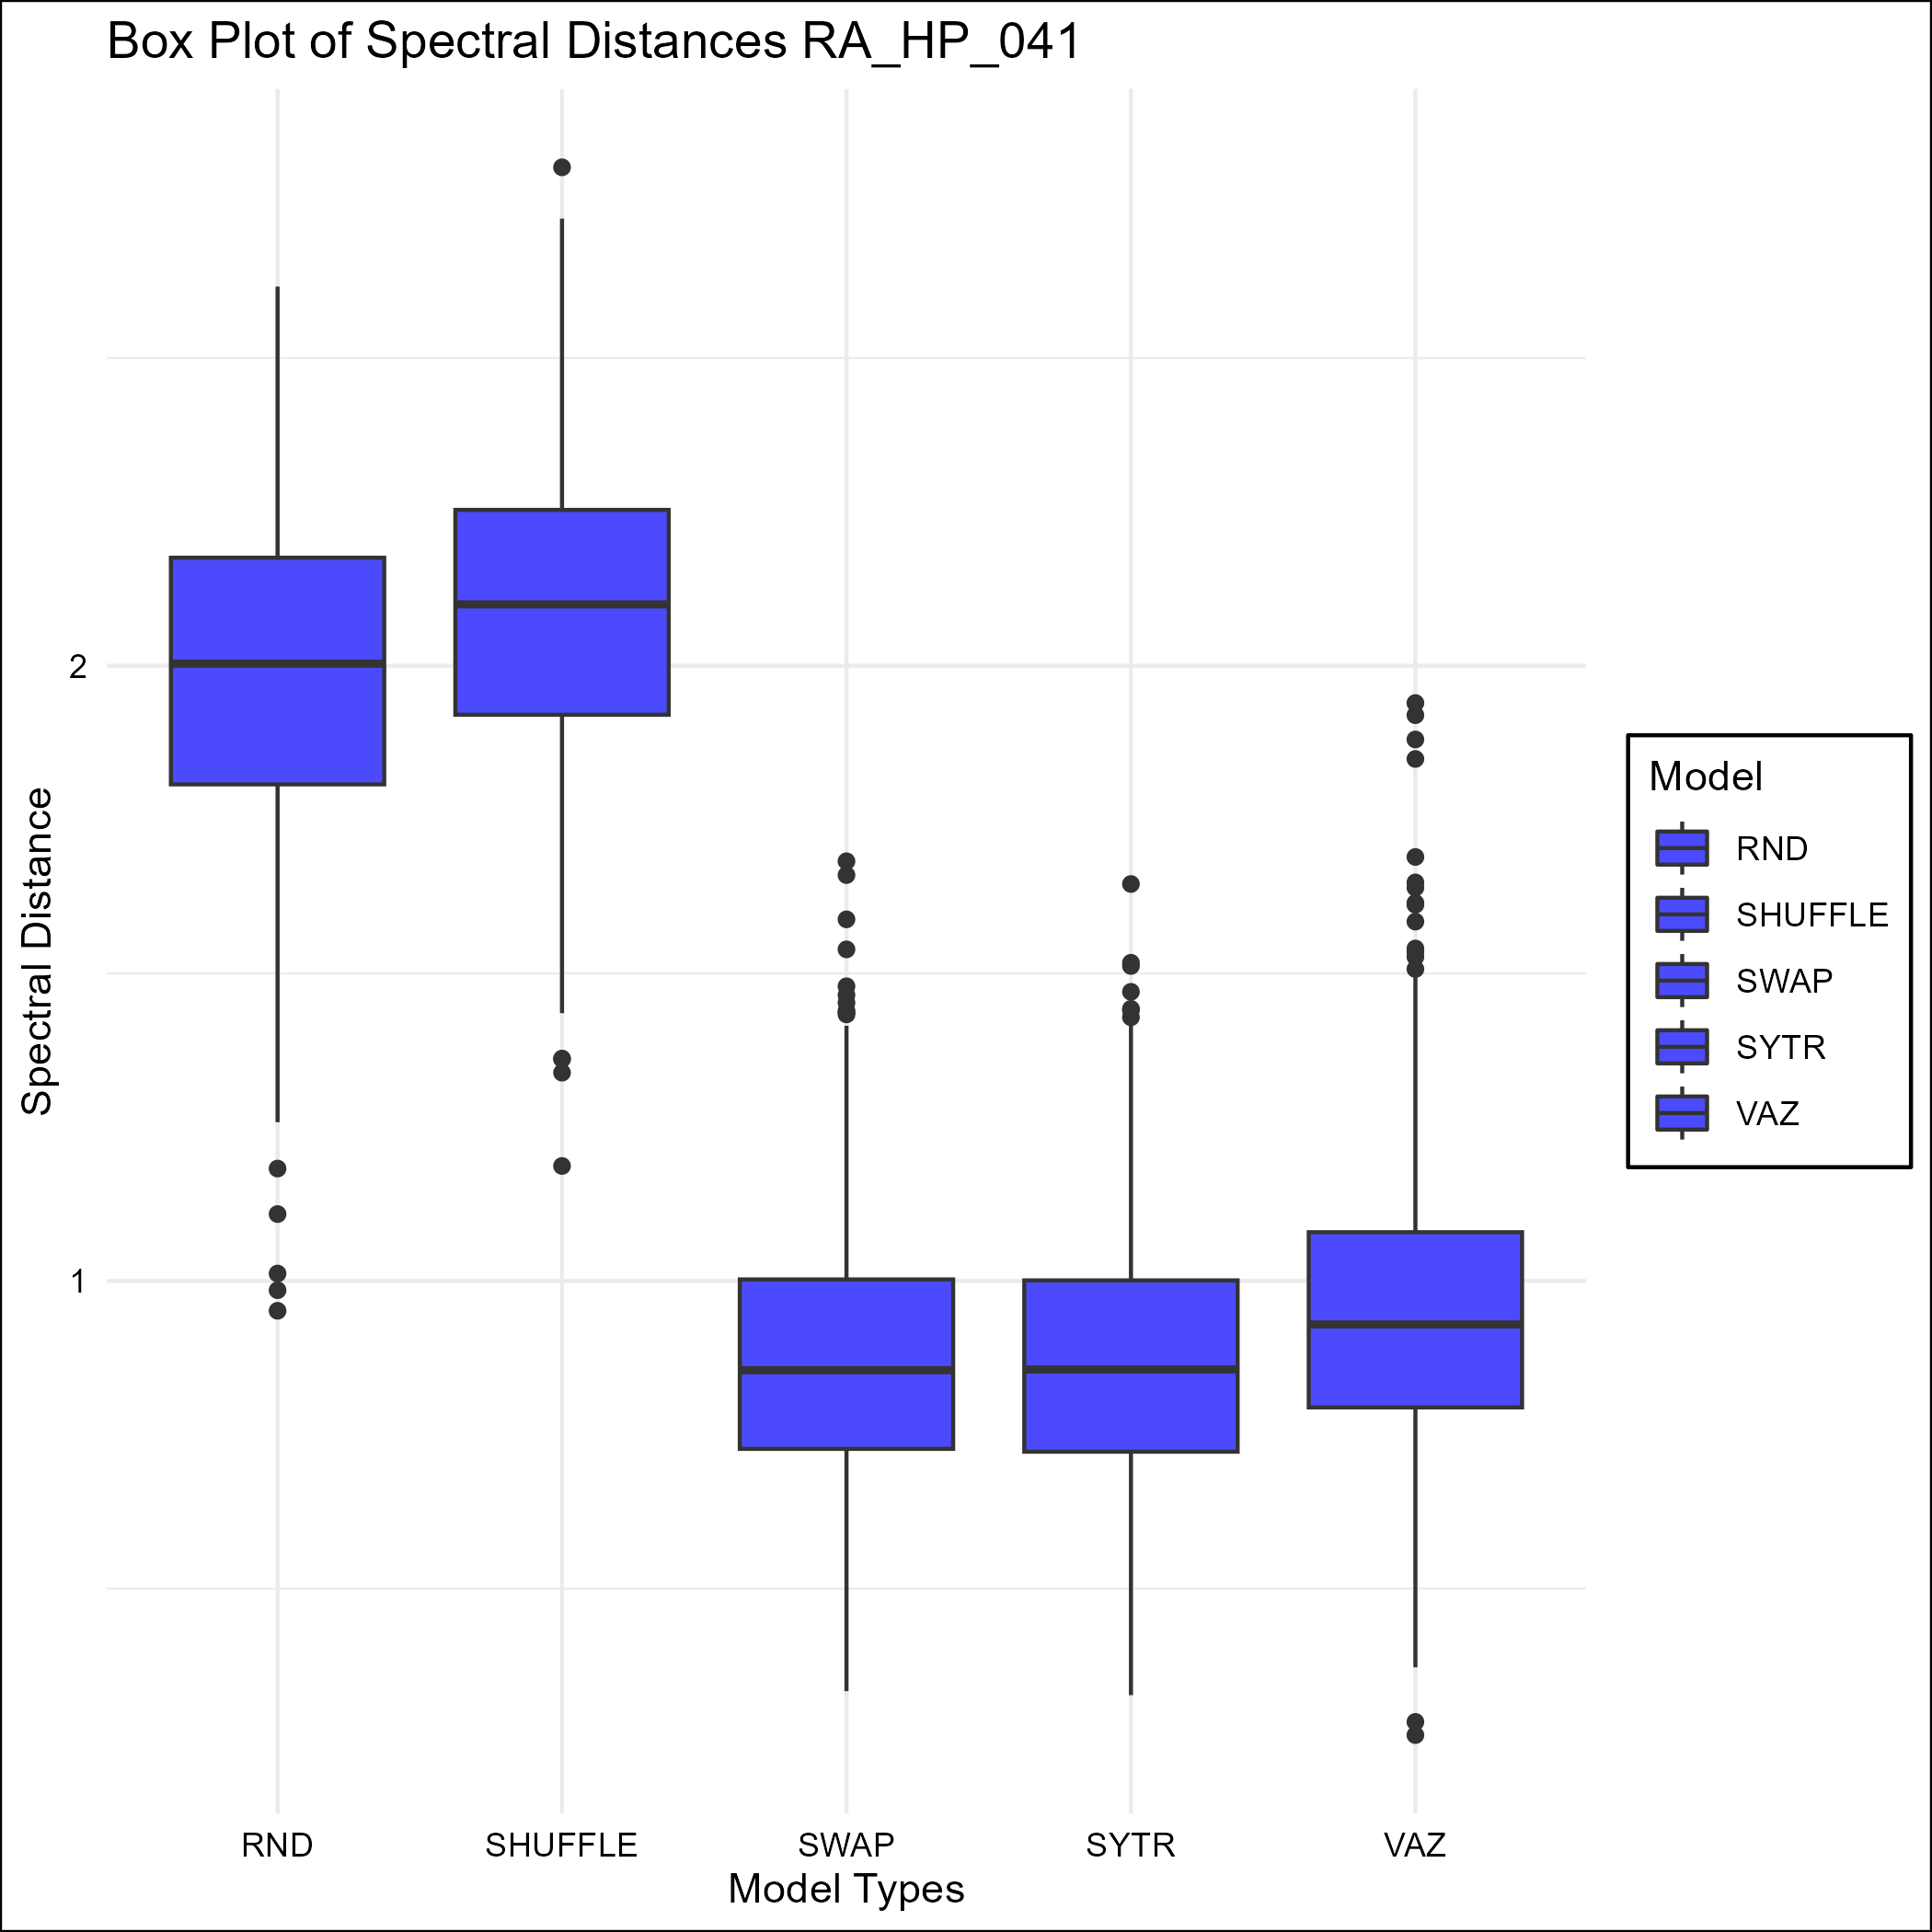 Box Plot of Spectral Distances RA_HP_041
Spectral Distance
2
1
RND
SHUFFLE
SWAP
SYTR
VAZ
Model Types
Model
RND
SHUFFLE
SWAP
SYTR
VAZ